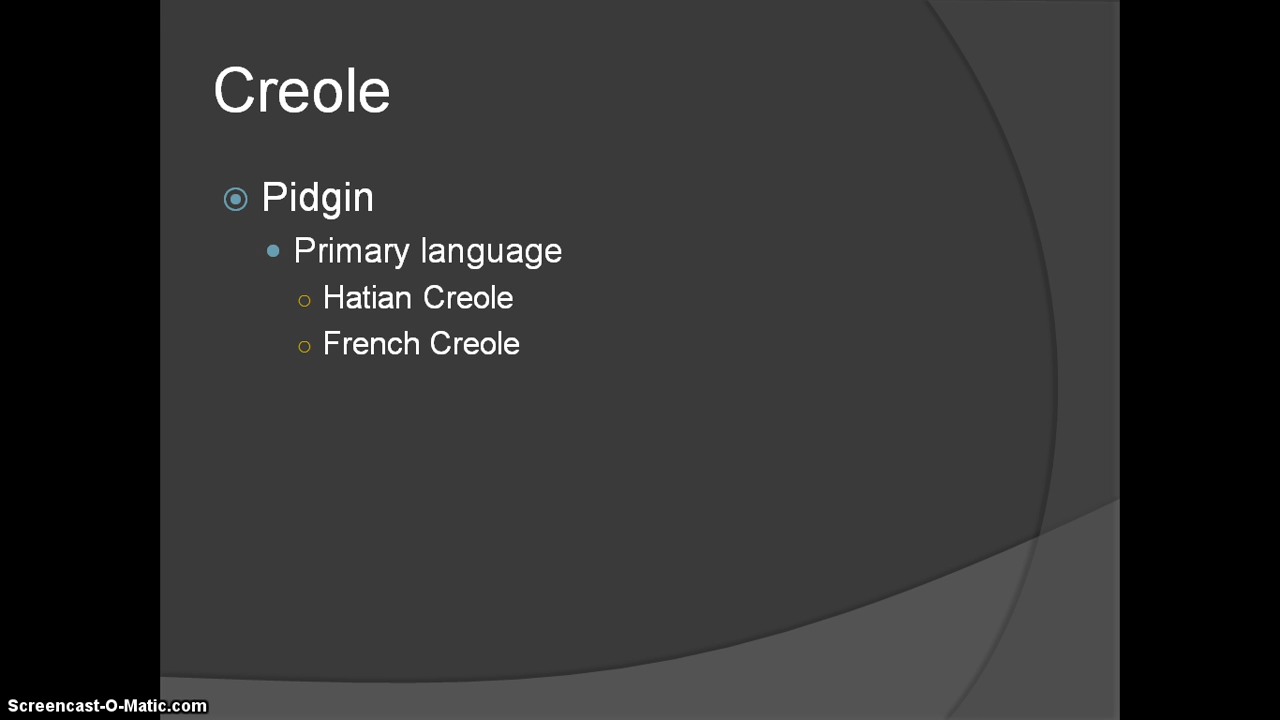 Creole
Pidgin
Primary language
Hatian Creole
French Creole
Screencast-O-Matic.com